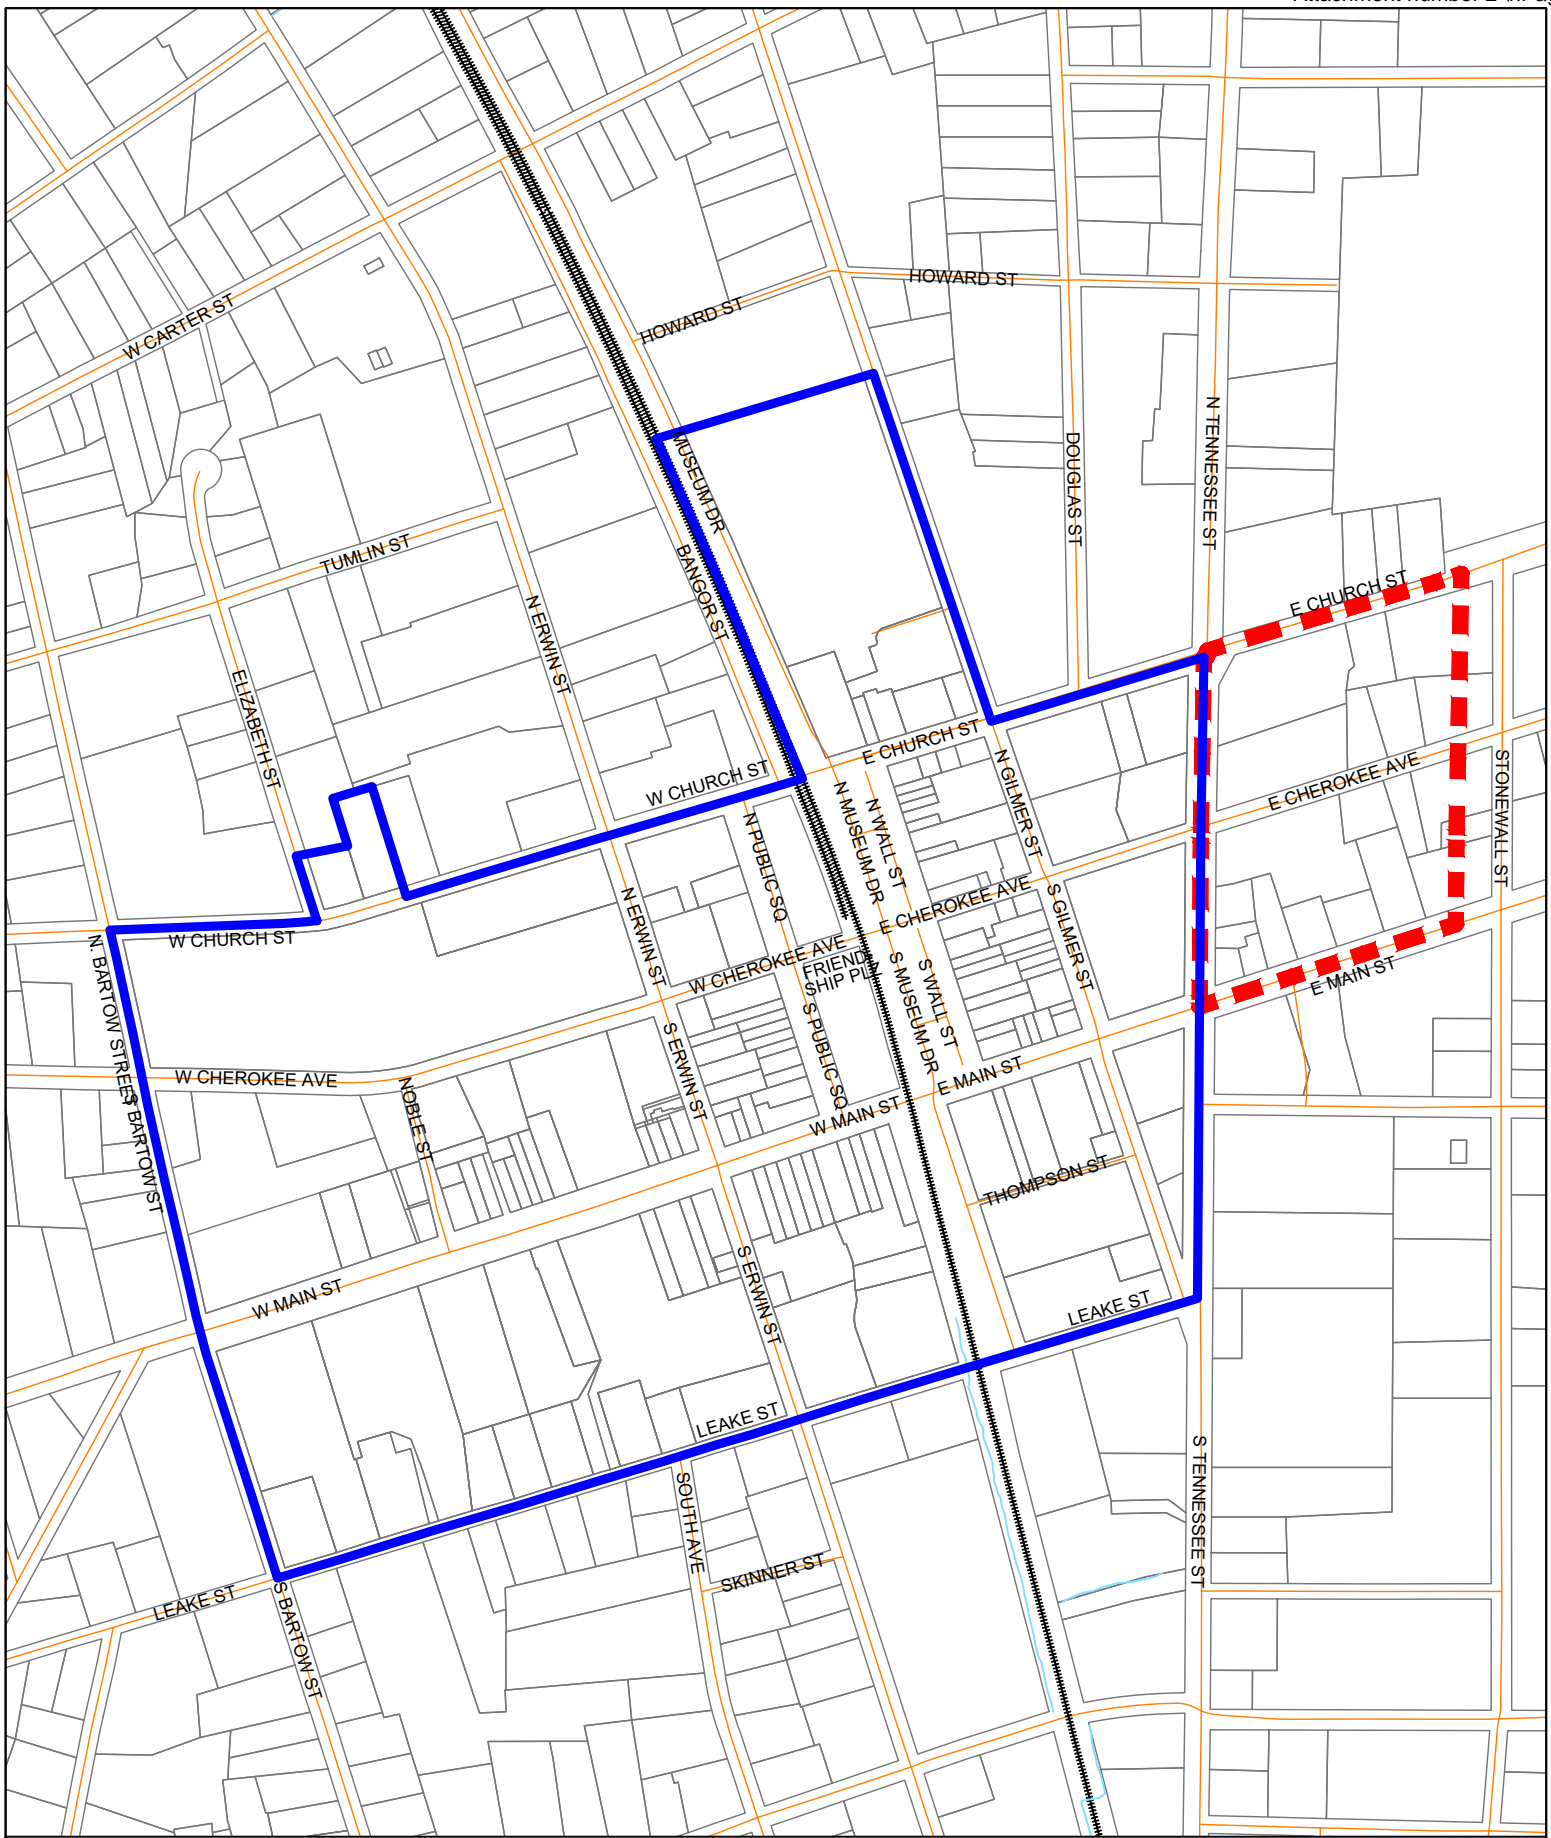 HOWARD ST
HOWARD ST
W CARTER ST
MUSEUM DR
DOUGLAS ST
N TENNESSEE ST
TUMLIN ST
BANGOR ST
N ERWIN ST
E CHURCH ST
ELIZABETH ST
W CHURCH ST
E CHURCH ST
N GILMER ST
E CHEROKEE AVE
STONEWALL ST
N PUBLIC SQ
N MUSEUM DR
N WALL ST
E CHEROKEE AVE
S GILMER ST
N ERWIN ST
W CHURCH ST
W CHEROKEE AVE
FRIEND
SHIP PLZ
S MUSEUM DR
S WALL ST
E MAIN ST
N. BARTOW STREET
S BARTOW ST
W CHEROKEE AVE
NOBLE ST
S ERWIN ST
S PUBLIC SQ
W MAIN ST
E MAIN ST
THOMPSON ST
W MAIN ST
S ERWIN ST
LEAKE ST
LEAKE ST
SOUTH AVE
SKINNER ST
S TENNESSEE ST
LEAKE ST
S BARTOW ST